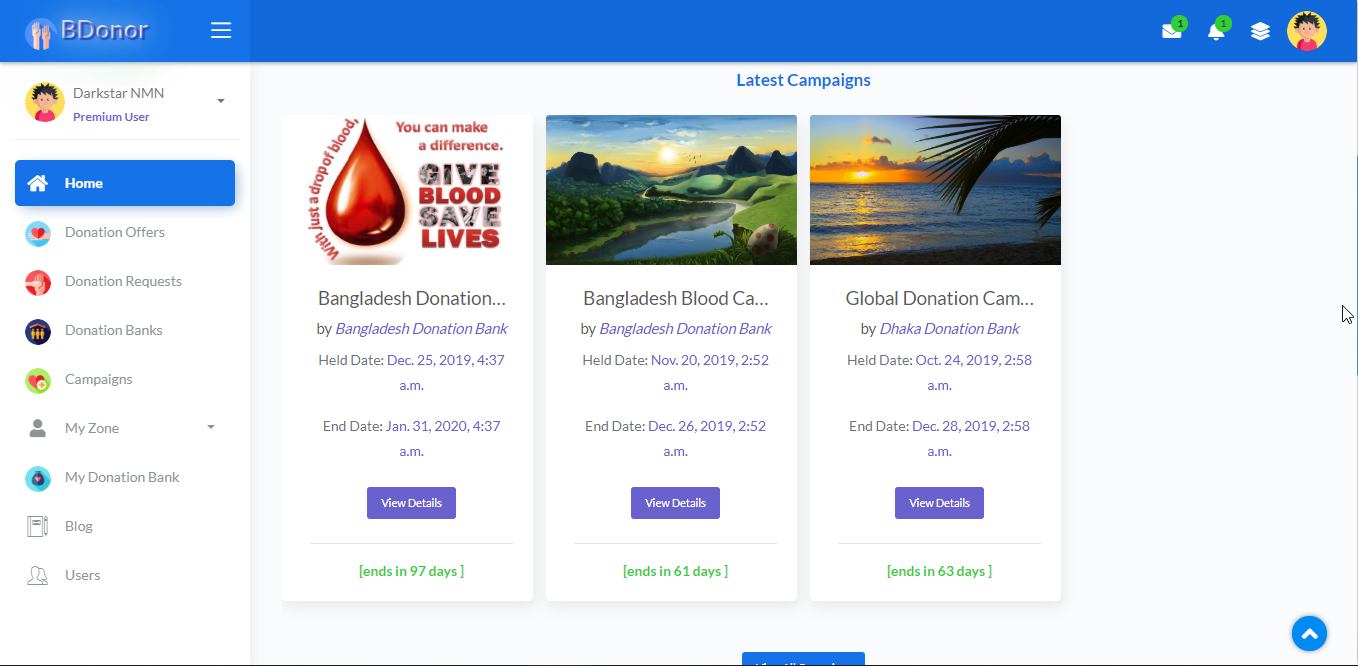 BDonor
1
1
Darkstar NMN
Premium User
Home
Donation Offers
Donation Requests
Donation Banks
Campaigns
My Zone
My Donation Bank
Blog
Users
Latest Campaigns
With just a drop of blood,
You can make
a difference.
GIVE
BLOOD
SAVE
LIVES
Bangladesh Donation...
by Bangladesh Donation Bank
Held Date: Dec. 25, 2019, 4:37
a.m.
End Date: Jan. 31, 2020, 4:37
a.m.
View Details
[ends in 97 days ]
Bangladesh Blood Ca...
by Bangladesh Donation Bank
Held Date: Nov. 20, 2019, 2:52
a.m.
End Date: Dec. 26, 2019, 2:52
a.m.
View Details
[ends in 61 days ]
Global Donation Cam...
by Dhaka Donation Bank
Held Date: Oct. 24, 2019, 2:58
a.m.
End Date: Dec. 28, 2019, 2:58
a.m.
View Details
[ends in 63 days ]